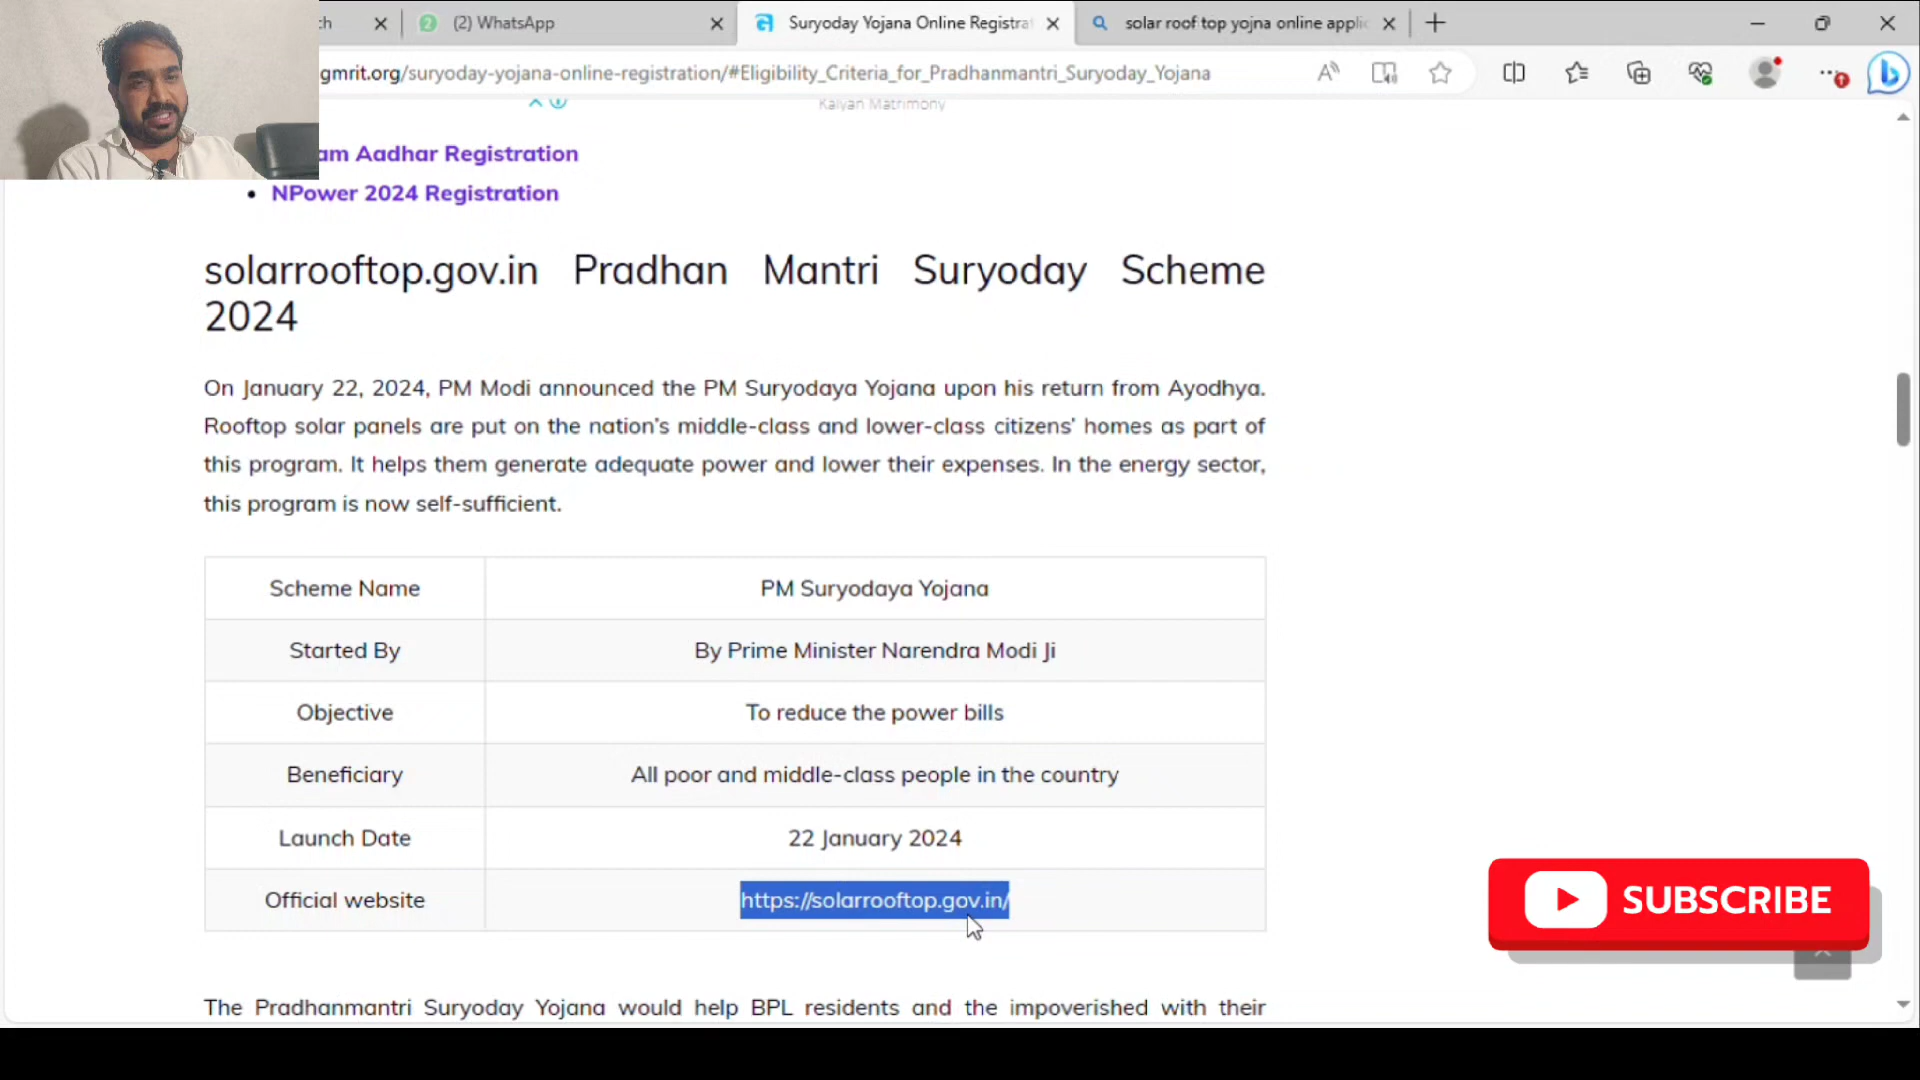 ch
2
(2) WhatsApp
Suryoday Yojana Online Registra
solar roof top yojna online applic
gmrit.org/suryoday-yojana-online-registration/#Eligibility_Criteria_for_Pradhanmantri_Suryoday_Yojana
Kalyan Matrimony
am Aadhar Registration
• NPower 2024 Registration
solarrooftop.gov.in Pradhan Mantri Suryoday Scheme
2024
On January 22, 2024, PM Modi announced the PM Suryodaya Yojana upon his return from Ayodhya.
Rooftop solar panels are put on the nation's middle-class and lower-class citizens' homes as part of
this program. It helps them generate adequate power and lower their expenses. In the energy sector,
this program is now self-sufficient.
Scheme Name PM Suryodaya Yojana
Started By By Prime Minister Narendra Modi Ji
Objective To reduce the power bills
Beneficiary All poor and middle-class people in the country
Launch Date 22 January 2024
Official website https://solarrooftop.gov.in/
SUBSCRIBE
The Pradhanmantri Suryoday Yojana would help BPL residents and the impoverished with their